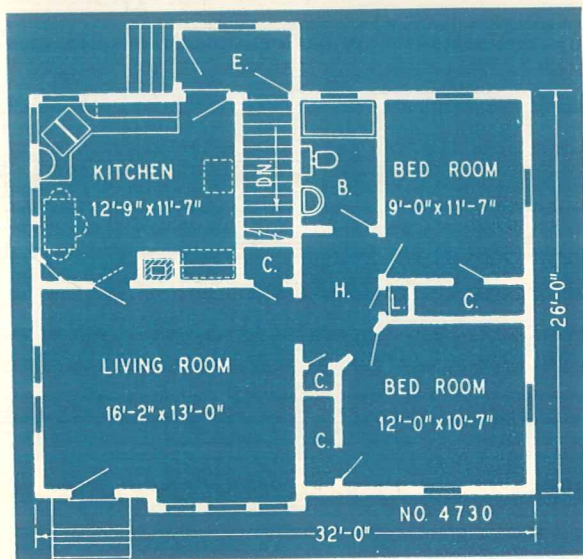 E.
KITCHEN
12'-9" x 11'-7"
DN.
B.
BED ROOM
9'-0" x 11'-7"
C.
H.
L.
C.
26'-0"
LIVING ROOM
16'-2" x 13'-0"
C.
C.
BED ROOM
12'-0" x 10'-7"
NO. 4730
32'-0"